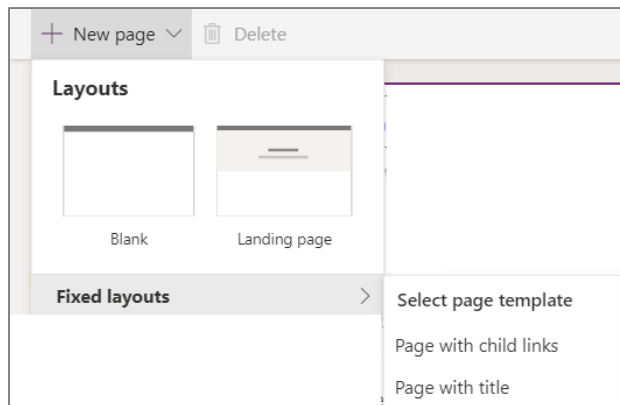 New page Delete
Layouts
Blank Landing page
Fixed layouts
Select page template
Page with child links
Page with title